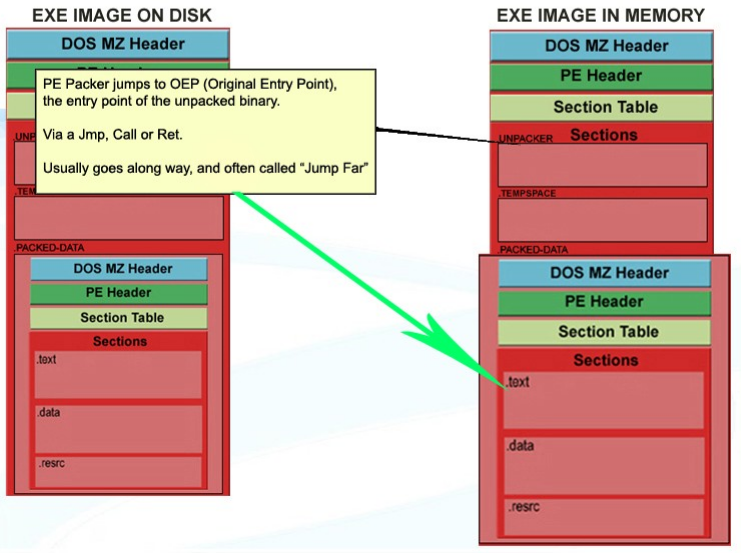 EXE IMAGE ON DISK
DOS MZ Header
PE Packer jumps to OEP (Original Entry Point),
the entry point of the unpacked binary.
Via a Jmp, Call or Ret.
Usually goes along way, and often called “Jump Far”
.PACKED-DATA
DOS MZ Header
PE Header
Section Table
Sections
.text
.data
.resrc
EXE IMAGE IN MEMORY
DOS MZ Header
PE Header
Section Table
Sections
.UNPACKER
.TEMPSPACE
.PACKED-DATA
DOS MZ Header
PE Header
Section Table
Sections
.text
.data
.resrc